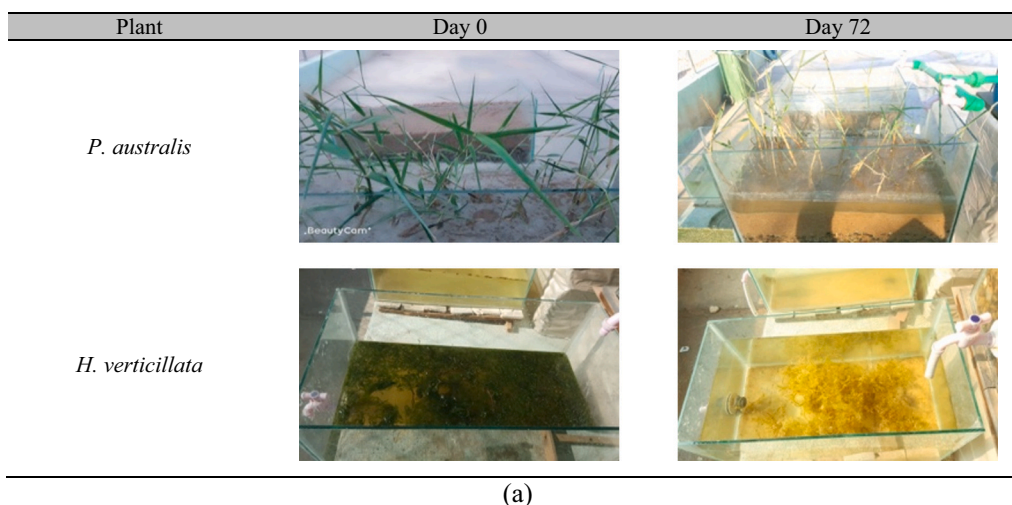 Plant Day 0 Day 72
P. australis
BeautyCam
H. verticillata
(a)